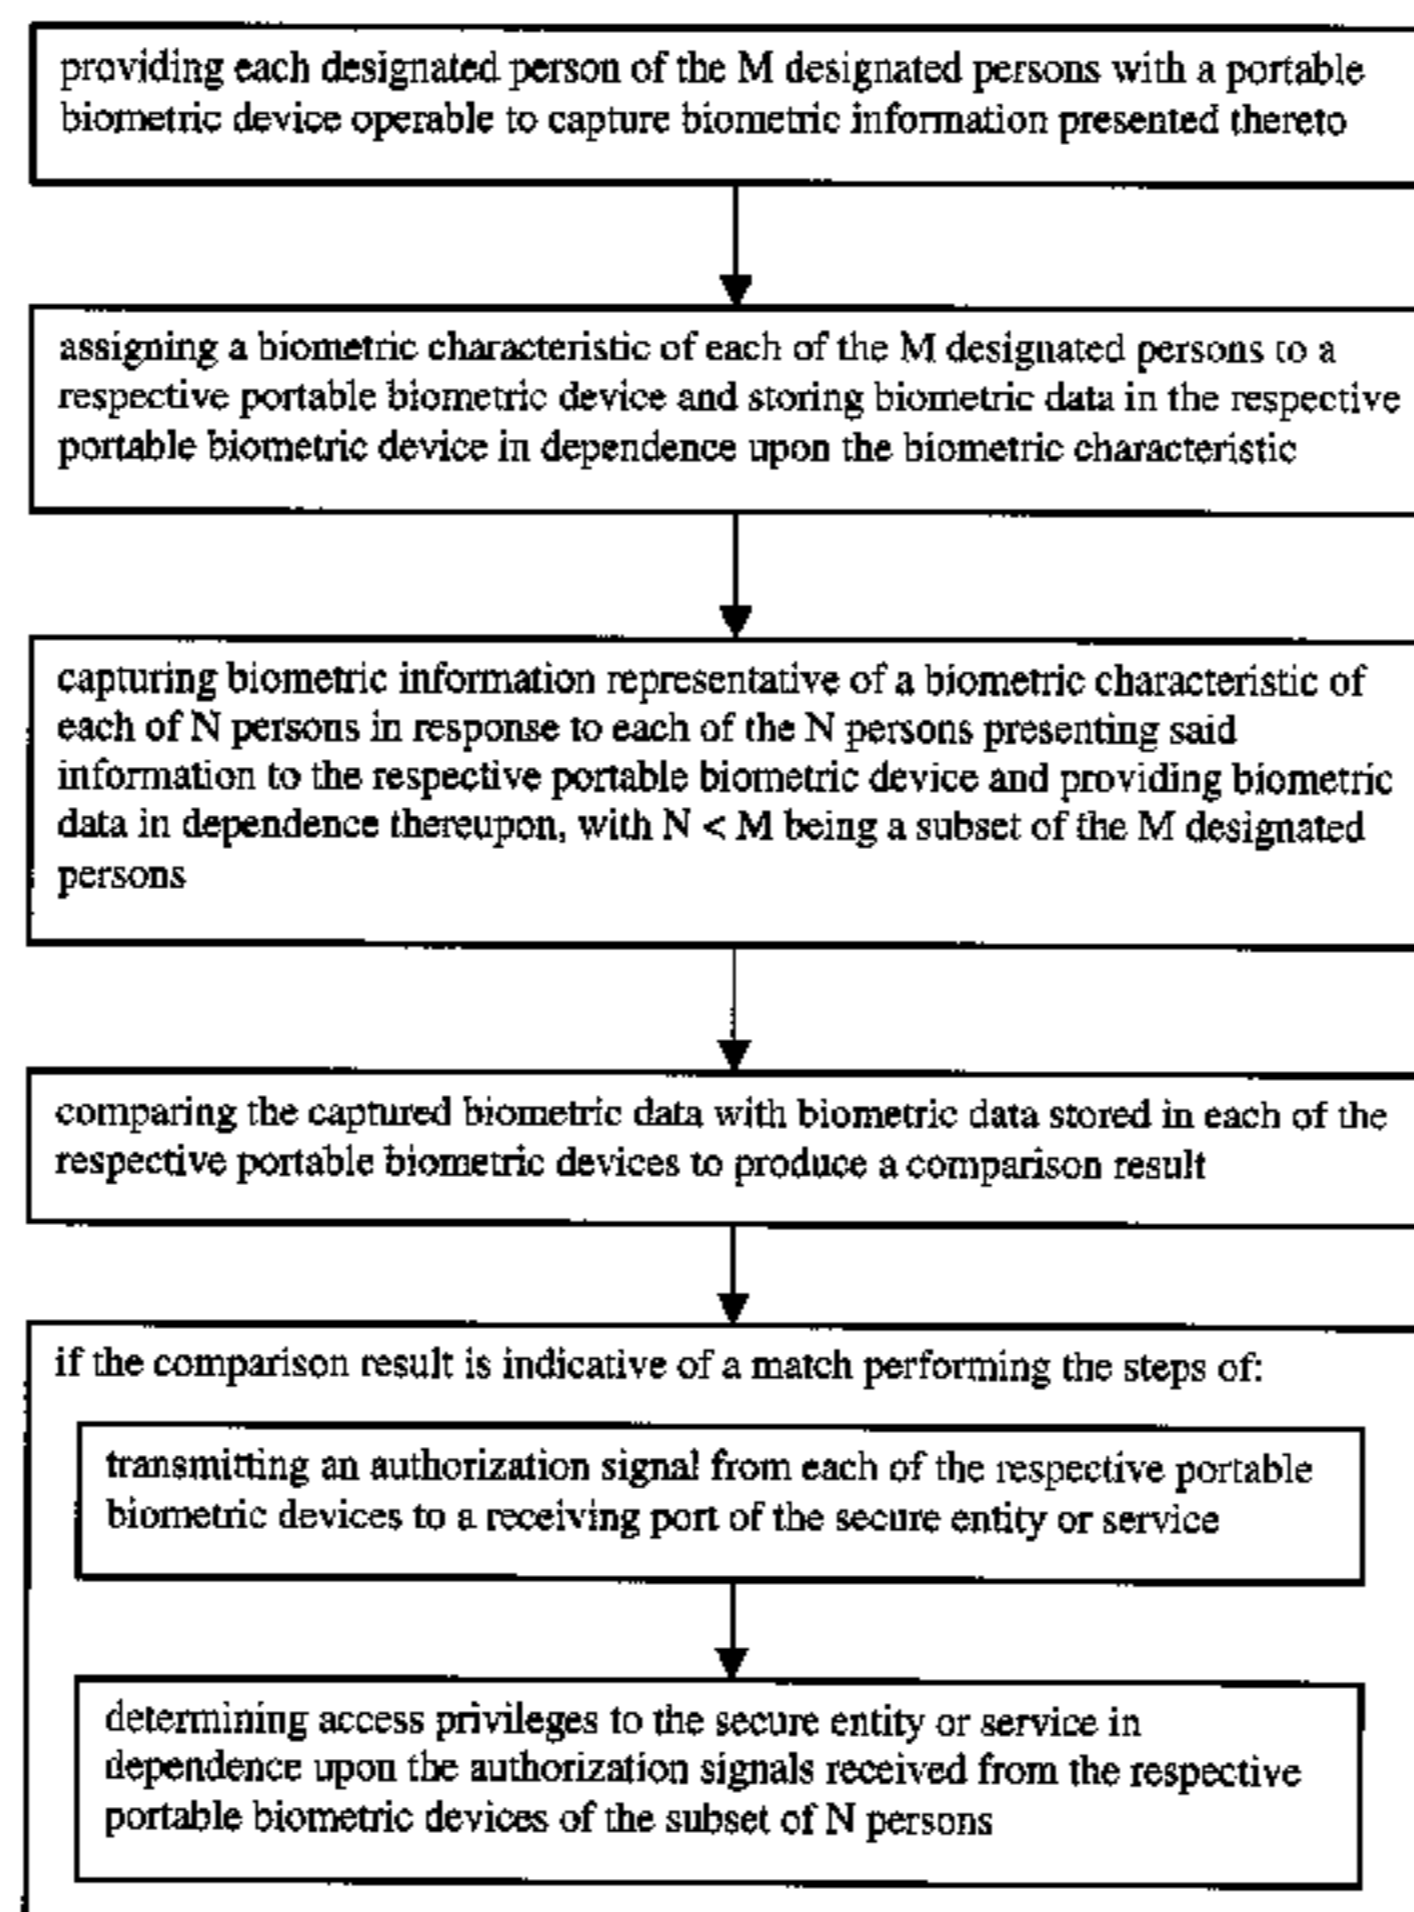 providing each designated person of the M designated persons with a portable
biometric device operable to capture biometric information presented thereto
assigning a biometric characteristic of each of the M designated persons to a
respective portable biometric device and storing biometric data in the respective
portable biometric device in dependence upon the biometric characteristic
capturing biometric information representative of a biometric characteristic of
each of N persons in response to each of the N persons presenting said
information to the respective portable biometric device and providing biometric
data in dependence thereupon, with N < M being a subset of the M designated
persons
comparing the captured biometric data with biometric data stored in each of the
respective portable biometric devices to produce a comparison result
if the comparison result is indicative of a match performing the steps of:
transmitting an authorization signal from each of the respective portable
biometric devices to a receiving port of the secure entity or service
determining access privileges to the secure entity or service in
dependence upon the authorization signals received from the respective
portable biometric devices of the subset of N persons